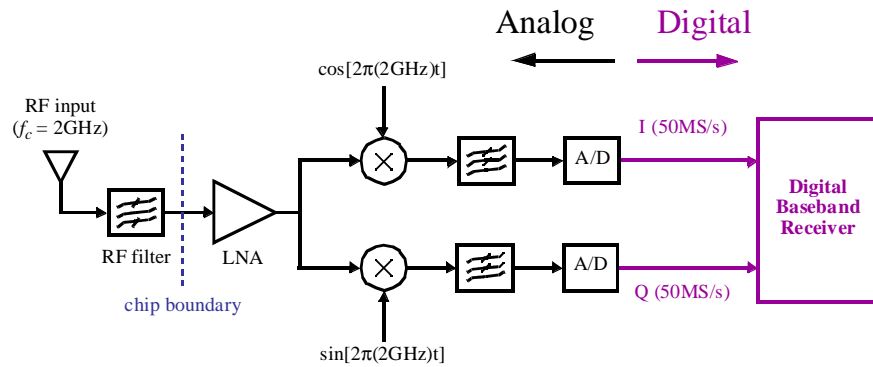 Analog Digital
cos[2π(2GHz)t]
RF input
(fc = 2GHz)
I (50MS/s)
A/D
Digital
Baseband
Receiver
RF filter
LNA
A/D
chip boundary
Q (50MS/s)
sin[2π(2GHz)t]